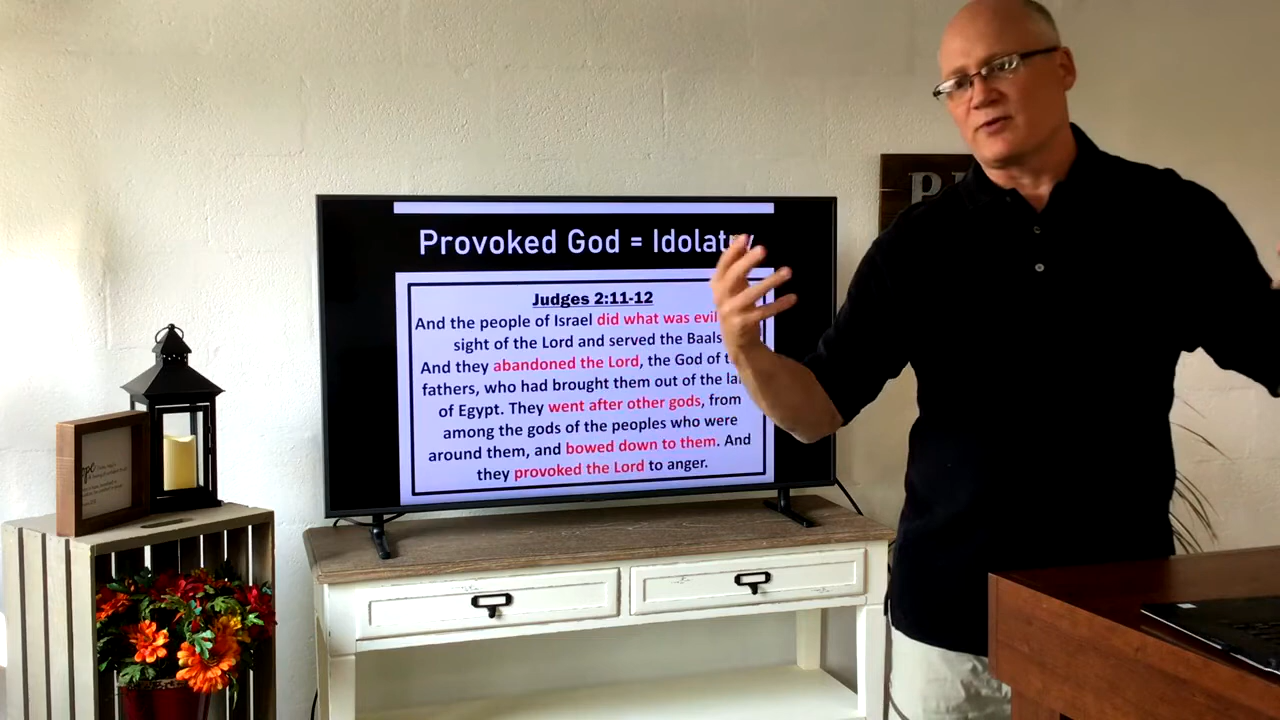 Provoked God = Idolatry
Judges 2:11-12
And the people of Israel did what was evil
sight of the Lord and served the Baals
And they abandoned the Lord, the God of
fathers, who had brought them out of the
of Egypt. They went after other gods, from
among the gods of the peoples who were
around them, and bowed down to them. And
they provoked the Lord to anger.